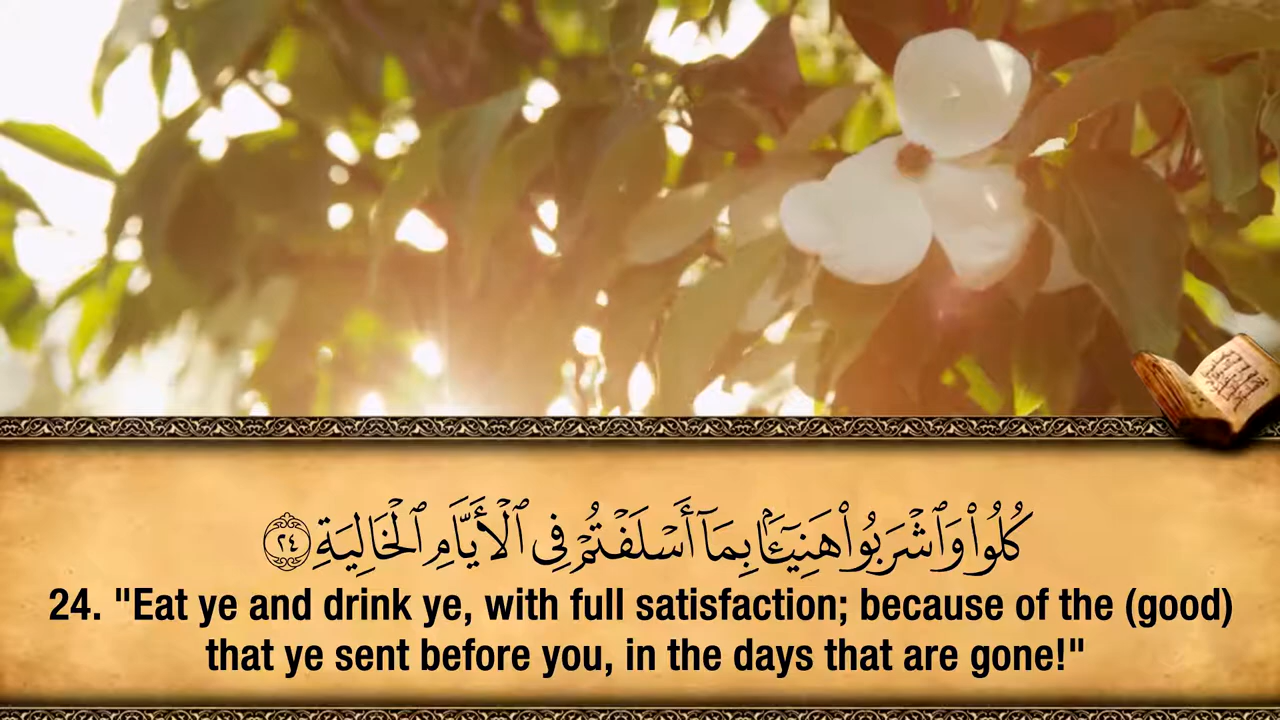 كُلُوا۟ وَٱشْرَبُوا۟ هَنِيٓـَٔۢا بِمَآ أَسْلَفْتُمْ فِى ٱلْأَيَّامِ ٱلْخَالِيَةِ ٢٤
24. "Eat ye and drink ye, with full satisfaction; because of the (good)
that ye sent before you, in the days that are gone!"